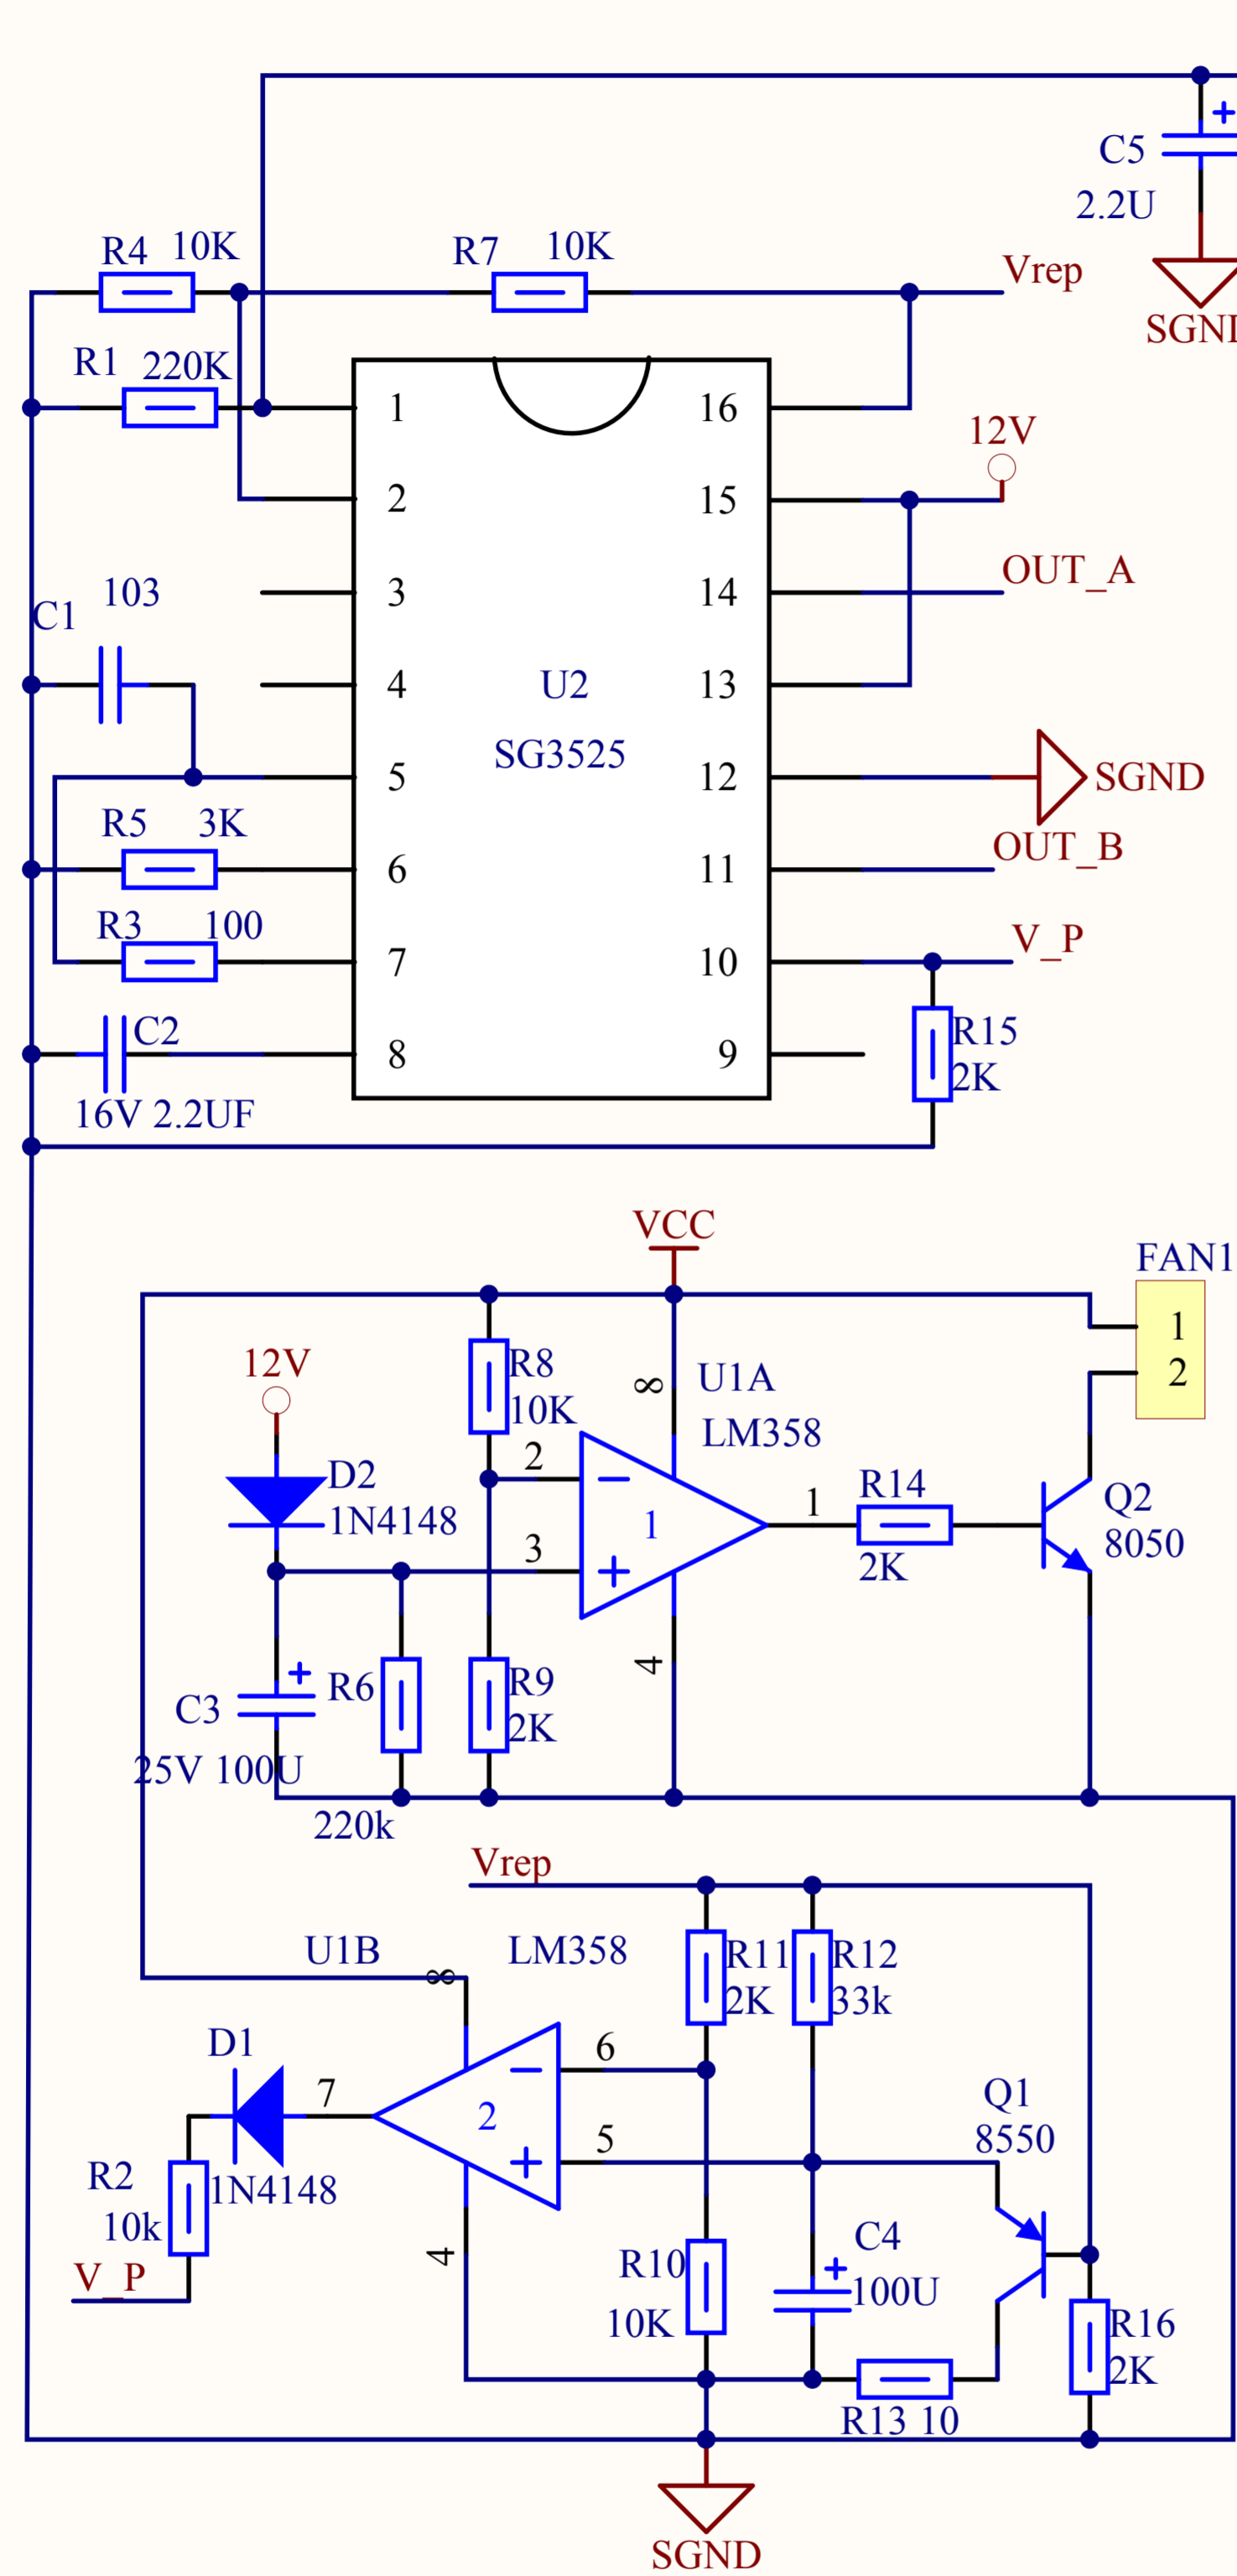 C5
2.2U
SGN
R4 10K
R7 10K
Vrep
R1 220K
1 16
12V
2 15
103
OUT_A
C1
3 14
4 U2 13
SG3525
5 12 SGND
R5 3K
OUT_B
6 11
R3 100
V_P
7 10
C2
R15
8 9
2K
16V 2.2UF
VCC
FAN1
1
2
12V
R8
10K
8
U1A
LM358
D2
1N4148
2
1
3
1
R14
2K
Q2
8050
4
C3
25V 100U
R6
220k
R9
2K
Vrep
U1B
LM358
8
R11
2K
R12
33k
D1
1N4148
7
2
6
5
Q1
8550
R2
10k
V_P
4
R10
10K
C4
100U
R16
2K
R13 10
SGND